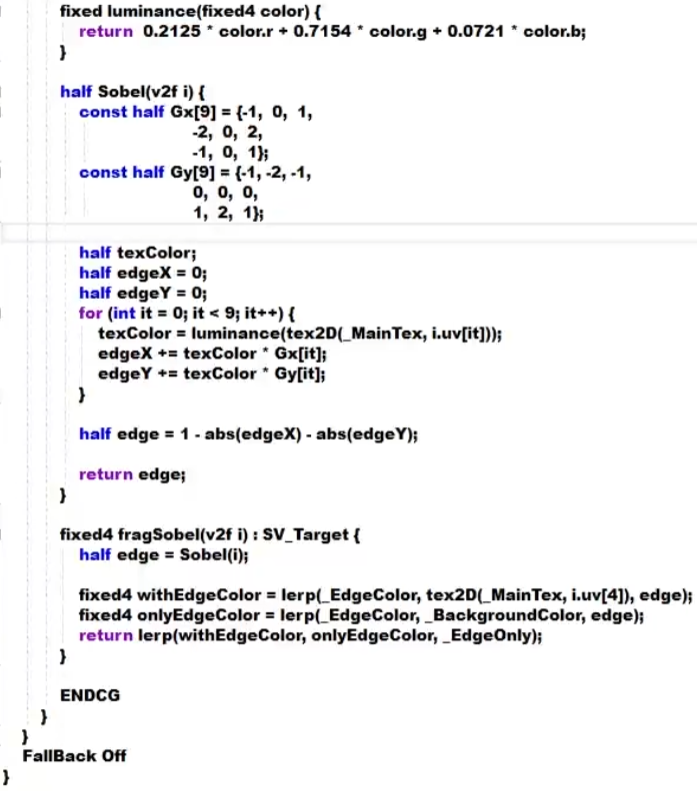 fixed luminance(fixed4 color) {
return 0.2125 * color.r + 0.7154 * color.g + 0.0721 * color.b;
}
half Sobel(v2f i) {
const half Gx[9] = {-1, 0, 1,
-2, 0, 2,
-1, 0, 1};
const half Gy[9] = {-1, -2, -1,
0, 0, 0,
1, 2, 1};
half texColor;
half edgeX = 0;
half edgeY = 0;
for (int it = 0; it < 9; it++) {
texColor = luminance(tex2D(_MainTex, i.uv[it]));
edgeX += texColor * Gx[it];
edgeY += texColor * Gy[it];
}
half edge = 1 - abs(edgeX) - abs(edgeY);
return edge;
}
fixed4 fragSobel(v2f i) : SV_Target {
half edge = Sobel(i);
fixed4 withEdgeColor = lerp(_EdgeColor, tex2D(_MainTex, i.uv[4]), edge);
fixed4 onlyEdgeColor = lerp(_EdgeColor, _BackgroundColor, edge);
return lerp(withEdgeColor, onlyEdgeColor, _EdgeOnly);
}
ENDCG
}
}
FallBack Off
}